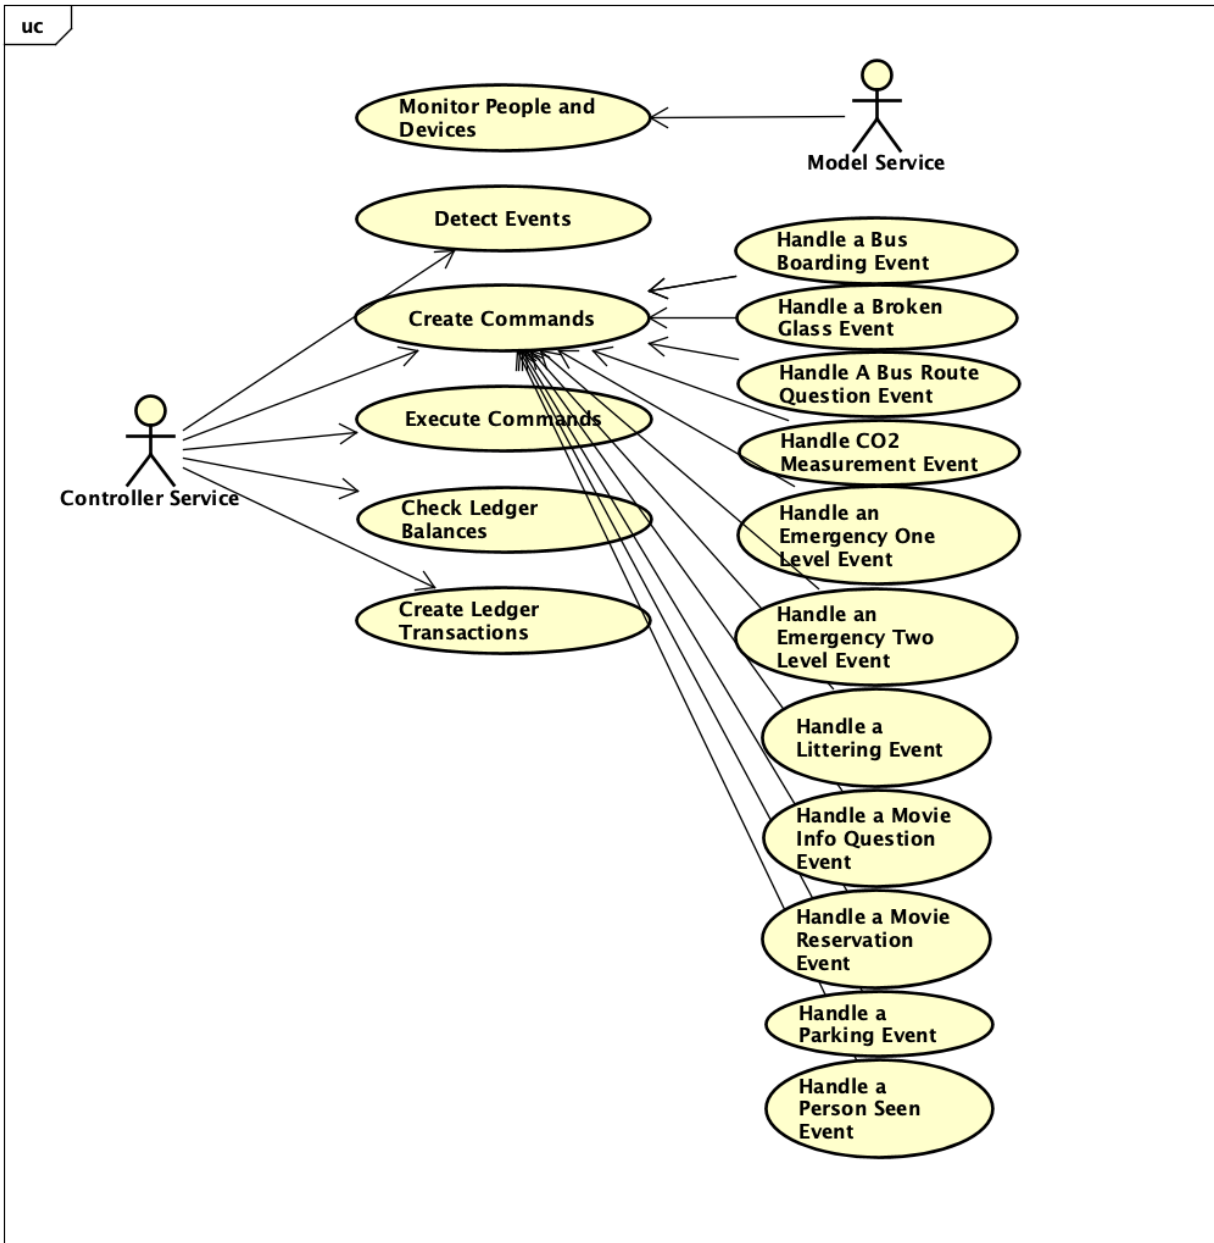 uc
Monitor People and
Devices
Model Service
Detect Events
Create Commands
Execute Commands
Controller Service
Check Ledger
Balances
Create Ledger
Transactions
Handle a Bus
Boarding Event
Handle a Broken
Glass Event
Handle A Bus Route
Question Event
Handle CO2
Measurement Event
Handle an
Emergency One
Level Event
Handle an
Emergency Two
Level Event
Handle a
Littering Event
Handle a Movie
Info Question
Event
Handle a Movie
Reservation
Event
Handle a
Parking Event
Handle a
Person Seen
Event